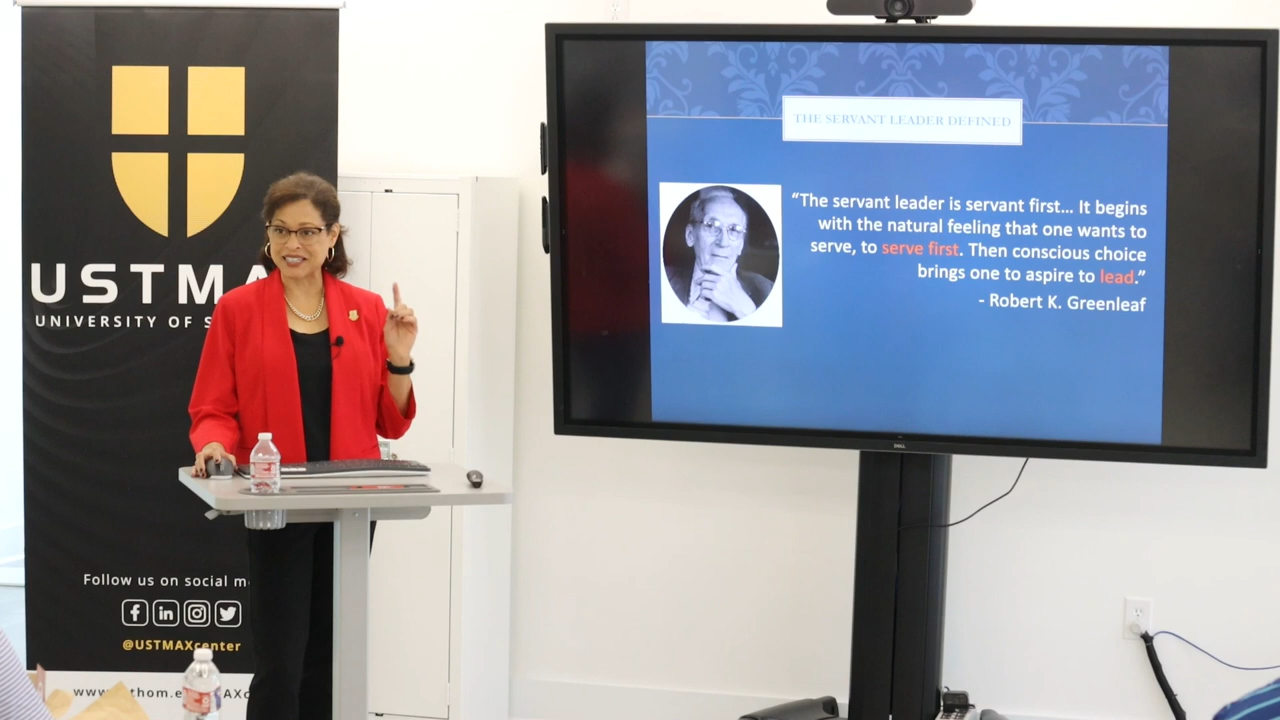 USTMA
UNIVERSITY OF S
Follow us on social m
@USTMAXcenter
THE SERVANT LEADER DEFINED
“The servant leader is servant first... It begins
with the natural feeling that one wants to
serve, to serve first. Then conscious choice
brings one to aspire to lead.”
- Robert K. Greenleaf
DELL